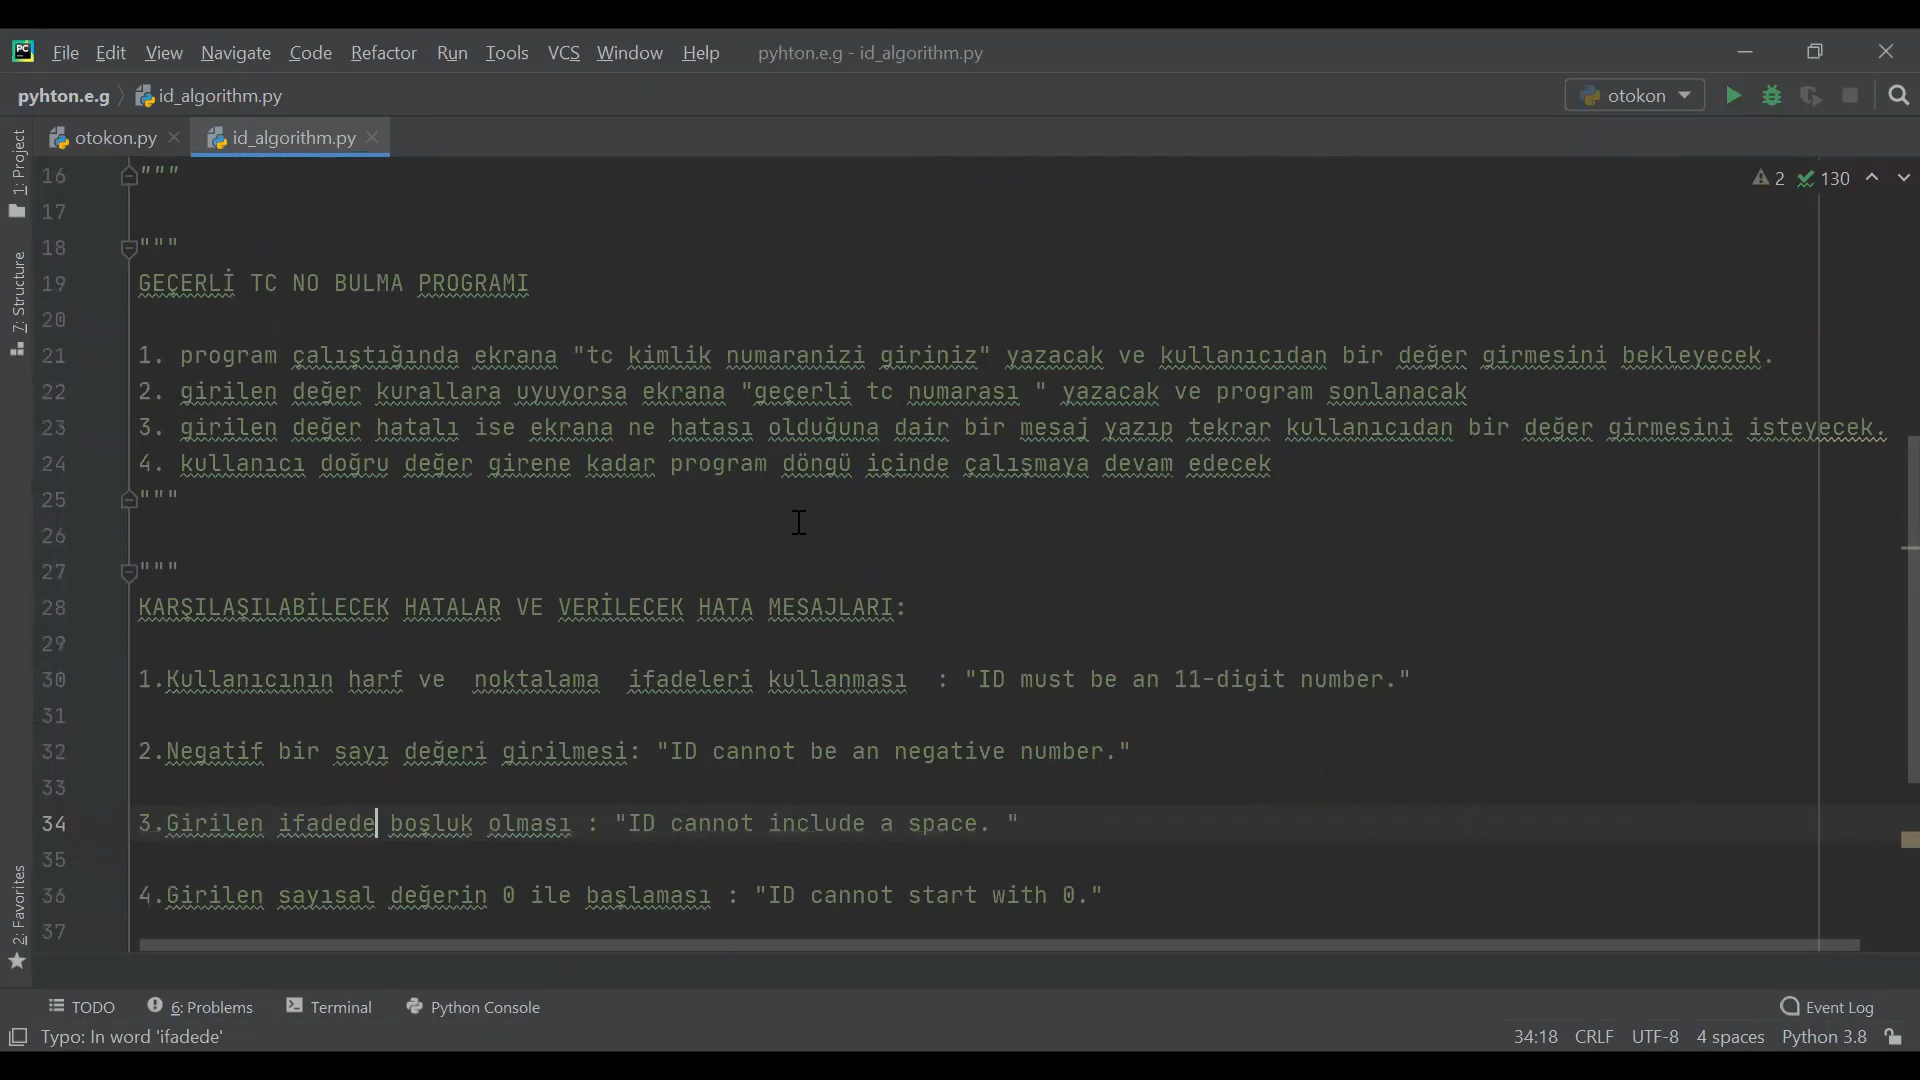 PC File Edit View Navigate Code Refactor Run Tools VCS Window Help pyhton.e.g - id_algorithm.py
pyhton.e.g id_algorithm.py otokon
otokon.py id_algorithm.py
1: Project
7: Structure
2: Favorites
2 130
16 """
17
18 """
19 GEÇERLİ TC NO BULMA PROGRAMI
20
21 1. program çalıştığında ekrana "tc kimlik numaranizi giriniz" yazacak ve kullanıcıdan bir değer girmesini bekleyecek.
22 2. girilen değer kurallara uyuyorsa ekrana "geçerli tc numarası " yazacak ve program sonlanacak
23 3. girilen değer hatalı ise ekrana ne hatası olduğuna dair bir mesaj yazıp tekrar kullanıcıdan bir değer girmesini isteyecek.
24 4. kullanıcı doğru değer girene kadar program döngü içinde çalışmaya devam edecek
25 """
26
27 """
28 KARŞILAŞILABİLECEK HATALAR VE VERİLECEK HATA MESAJLARI:
29
30 1.Kullanıcının harf ve  noktalama  ifadeleri kullanması  : "ID must be an 11-digit number."
31
32 2.Negatif bir sayı değeri girilmesi: "ID cannot be an negative number."
33
34 3.Girilen ifadede boşluk olması : "ID cannot include a space. "
35
36 4.Girilen sayısal değerin 0 ile başlaması : "ID cannot start with 0."
37
TODO 6: Problems Terminal Python Console Event Log
Typo: In word 'ifadede' 34:18 CRLF UTF-8 4 spaces Python 3.8